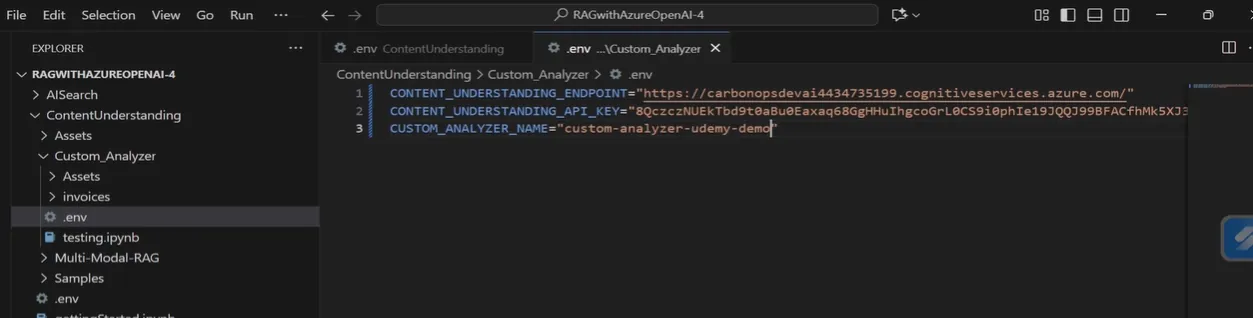 File Edit Selection View Go Run ··· RAGwithAzureOpenAI-4
EXPLORER ···
RAGWITHAZUREOPENAI-4
AISearch
ContentUnderstanding
Assets
Custom_Analyzer
Assets
invoices
.env
testing.ipynb
Multi-Modal-RAG
Samples
.env
gettingStarted.ipynb
.env ContentUnderstanding .env ...\Custom_Analyzer
ContentUnderstanding > Custom_Analyzer > .env
1 CONTENT_UNDERSTANDING_ENDPOINT="https://carbonopsdevai4434735199.cognitiveservices.azure.com/"
2 CONTENT_UNDERSTANDING_API_KEY="8QczczNUEkTbd9t0aBu0Eaxaq68GgHHuIhgcoGrL0CS9i0phIe19JQQJ99BFACfhMk5XJ3
3 CUSTOM_ANALYZER_NAME="custom-analyzer-udemy-demo"